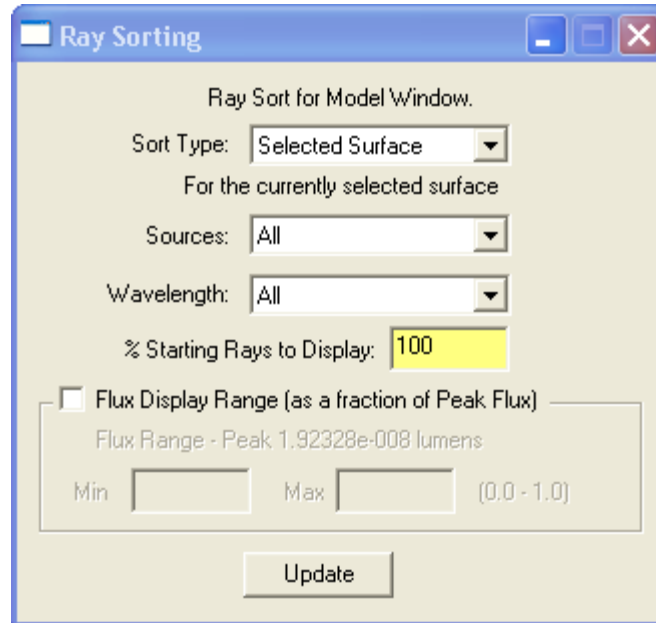 Ray Sorting
Ray Sort for Model Window.
Sort Type: Selected Surface
For the currently selected surface
Sources: All
Wavelength: All
% Starting Rays to Display: 100
Flux Display Range (as a fraction of Peak Flux)
Flux Range - Peak 1.92328e-008 lumens
Min Max (0.0 - 1.0)
Update